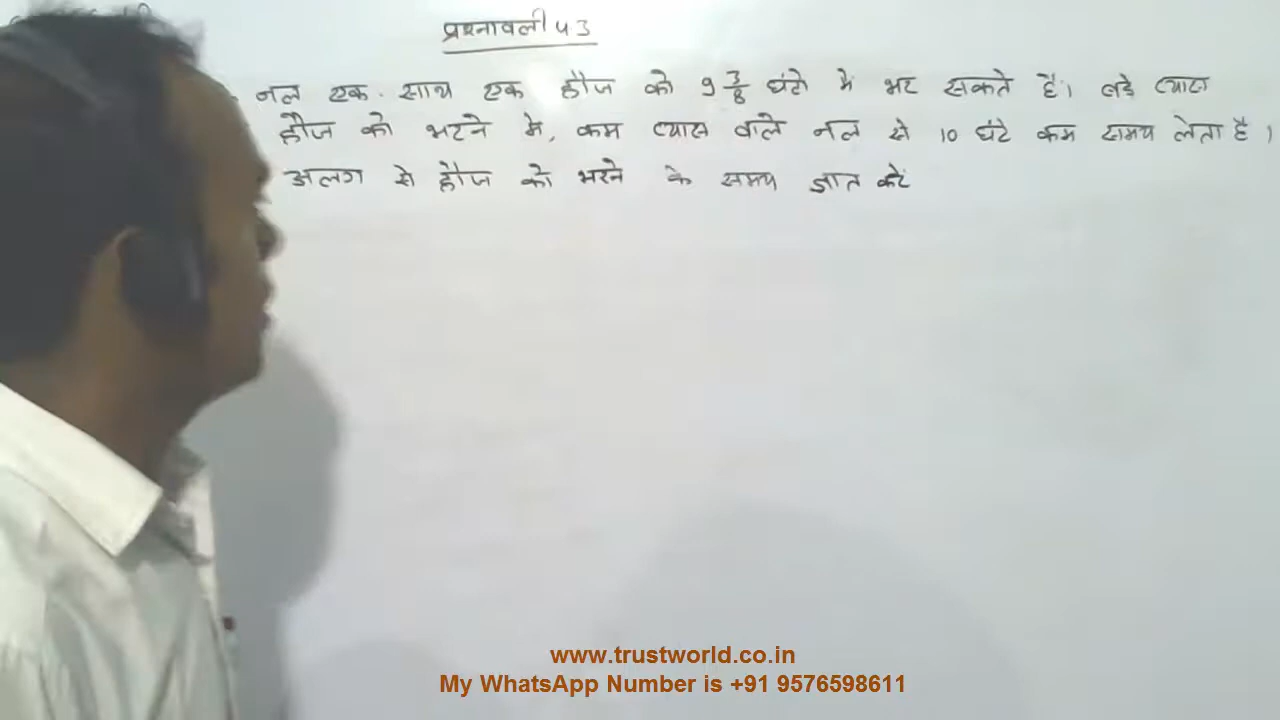 प्रश्नावली 4 3
नल एक साथ एक हौज को 9 3/8 घंटो मे भर सकते है। बड़े व्यास
हौज को भरने मे, कम व्यास वाले नल से 10 घंटे कम समय लेता है।
अलग से हौज को भरने के समय ज्ञात करें
www.trustworld.co.in
My WhatsApp Number is +91 9576598611